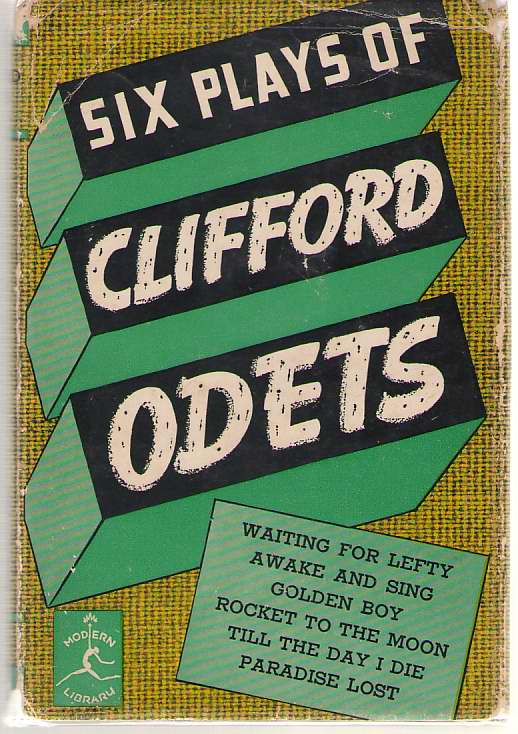 SIX PLAYS OF
CLIFFORD
ODETS
WAITING FOR LEFTY
AWAKE AND SING
GOLDEN BOY
ROCKET TO THE MOON
TILL THE DAY I DIE
PARADISE LOST
MODERN
LIBRARY